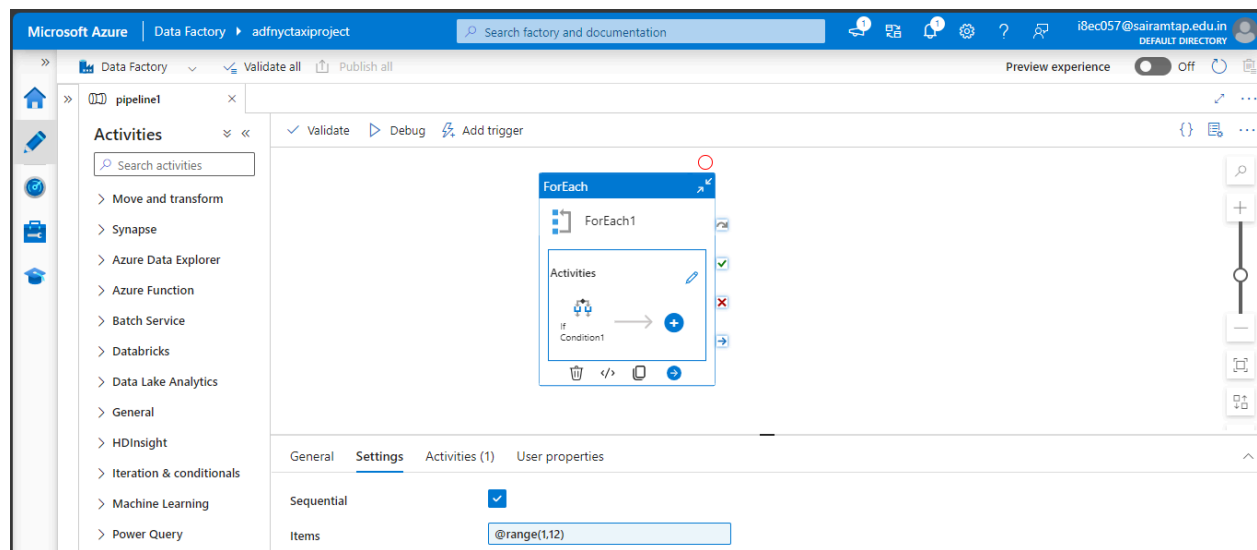 Microsoft Azure | Data Factory ▸ adfnyctaxiproject
Search factory and documentation
1
1
i8ec057@sairamtap.edu.in
DEFAULT DIRECTORY
Data Factory
Validate all
Publish all
Preview experience
Off
pipeline1
Activities
Search activities
Move and transform
Synapse
Azure Data Explorer
Azure Function
Batch Service
Databricks
Data Lake Analytics
General
HDInsight
Iteration & conditionals
Machine Learning
Power Query
Validate
Debug
Add trigger
ForEach
ForEach1
Activities
If
Condition1
General
Settings
Activities (1)
User properties
Sequential
Items
@range(1,12)